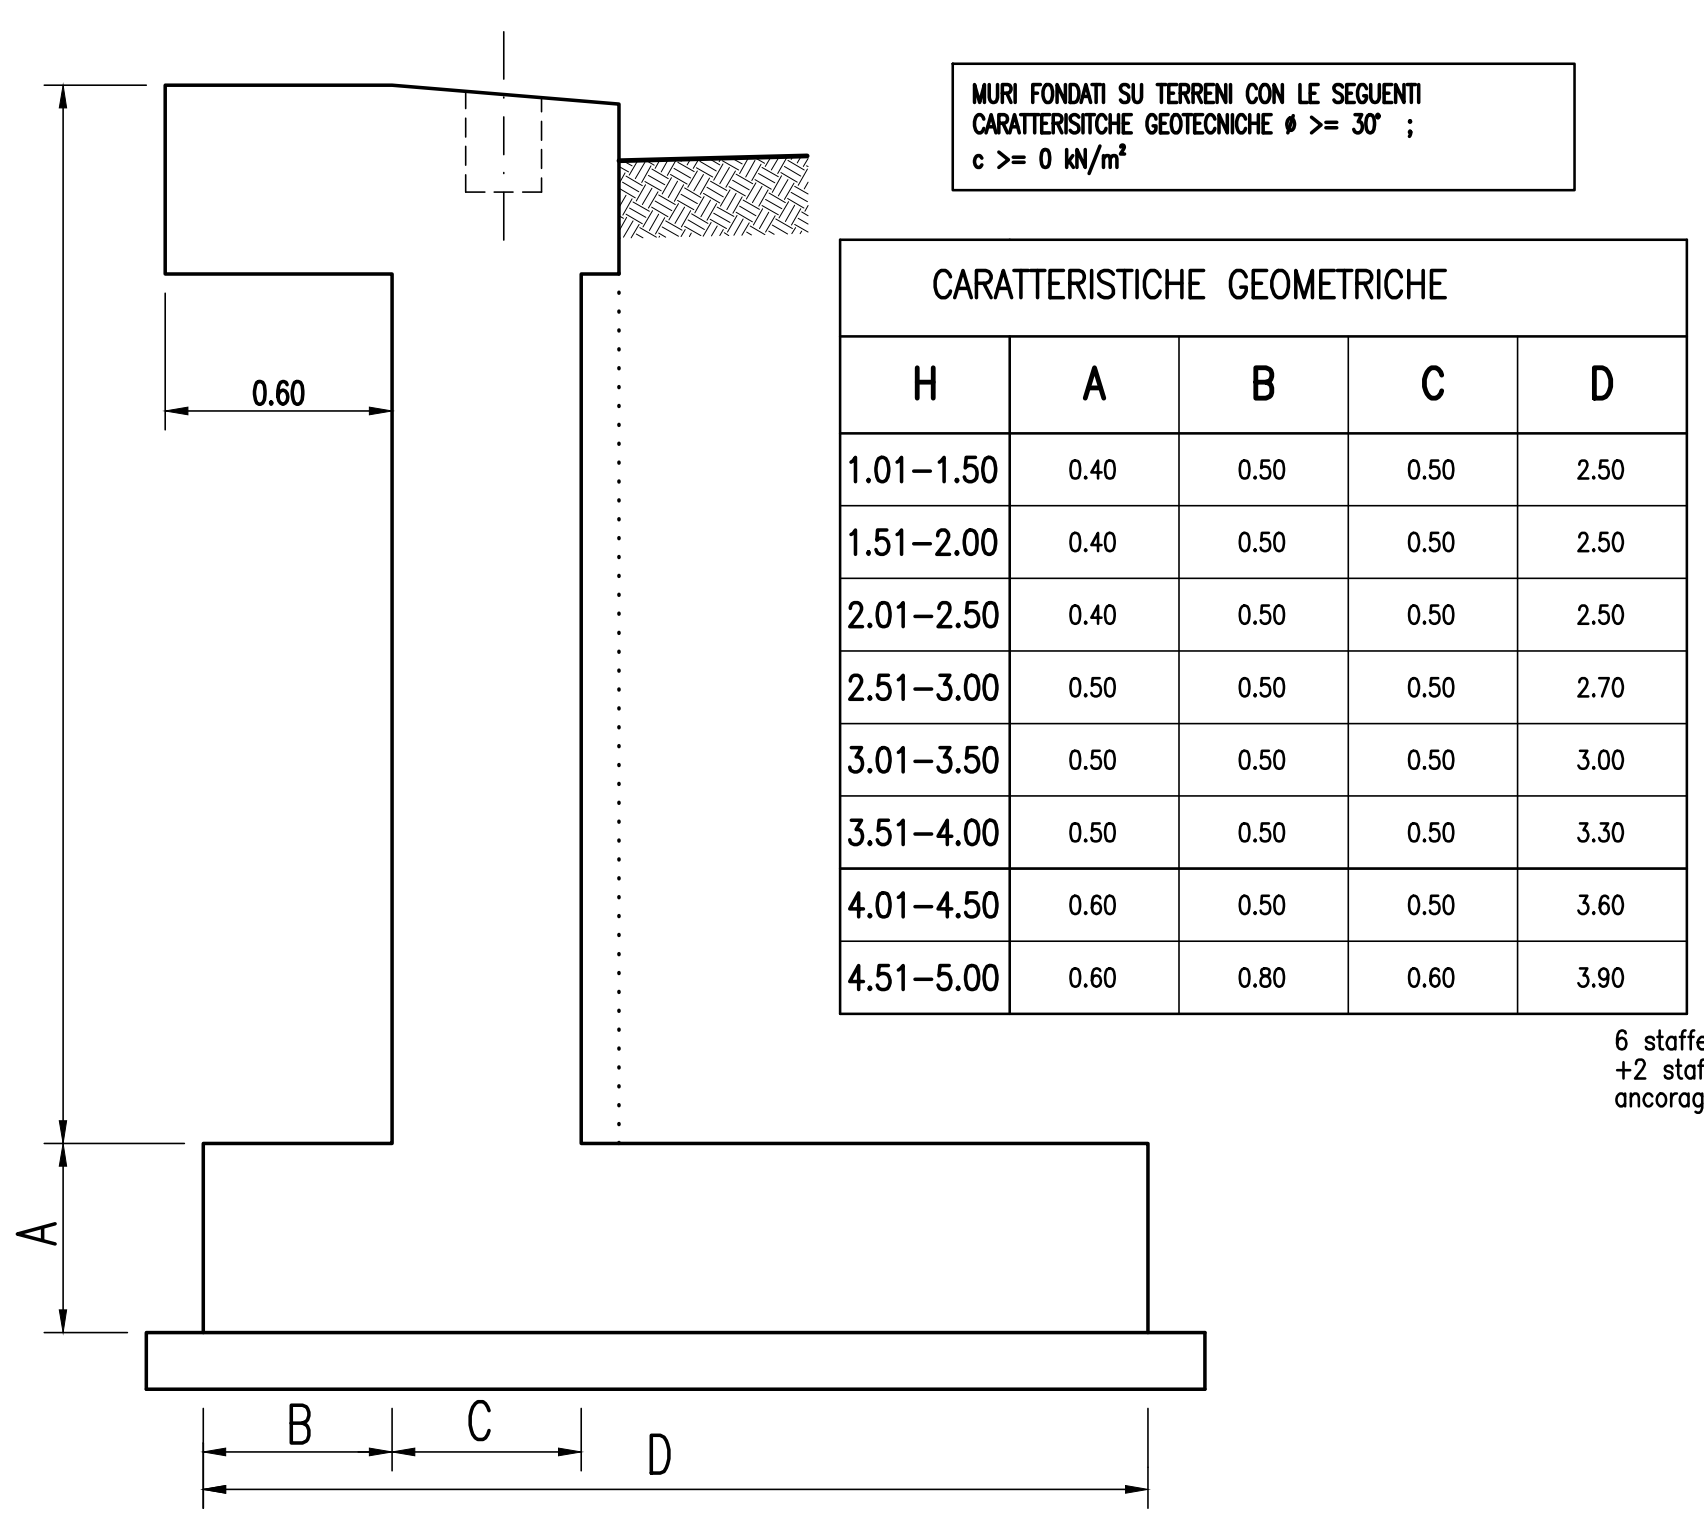 MURI FONDATI SU TERRENI CON LE SEGUENTI
CARATTERISITCHE GEOTECNICHE ø >= 30° ;
c >= 0 kN/m²
CARATTERISTICHE GEOMETRICHE
H A B C D
1.01-1.50 0.40 0.50 0.50 2.50
1.51-2.00 0.40 0.50 0.50 2.50
2.01-2.50 0.40 0.50 0.50 2.50
2.51-3.00 0.50 0.50 0.50 2.70
3.01-3.50 0.50 0.50 0.50 3.00
3.51-4.00 0.50 0.50 0.50 3.30
4.01-4.50 0.60 0.50 0.50 3.60
4.51-5.00 0.60 0.80 0.60 3.90
0.60
6 staffe
+2 staf
ancorag
A
B
C
D